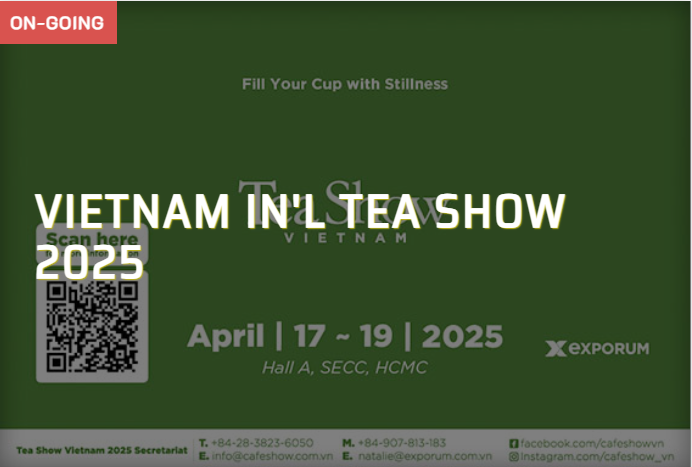 ON-GOING
Fill Your Cup with Stillness
Tea Show
VIETNAM
VIETNAM IN'L TEA SHOW
2025
Scan here
April | 17 ~ 19 | 2025
Hall A, SECC, HCMC
EXPORUM
Tea Show Vietnam 2025 Secretariat
T. +84-28-3823-6050
E. info@cafeshow.com.vn
M. +84-907-813-183
E. natalie@exporum.com.vn
facebook.com/cafeshowvn
Instagram.com/cafeshow_vn